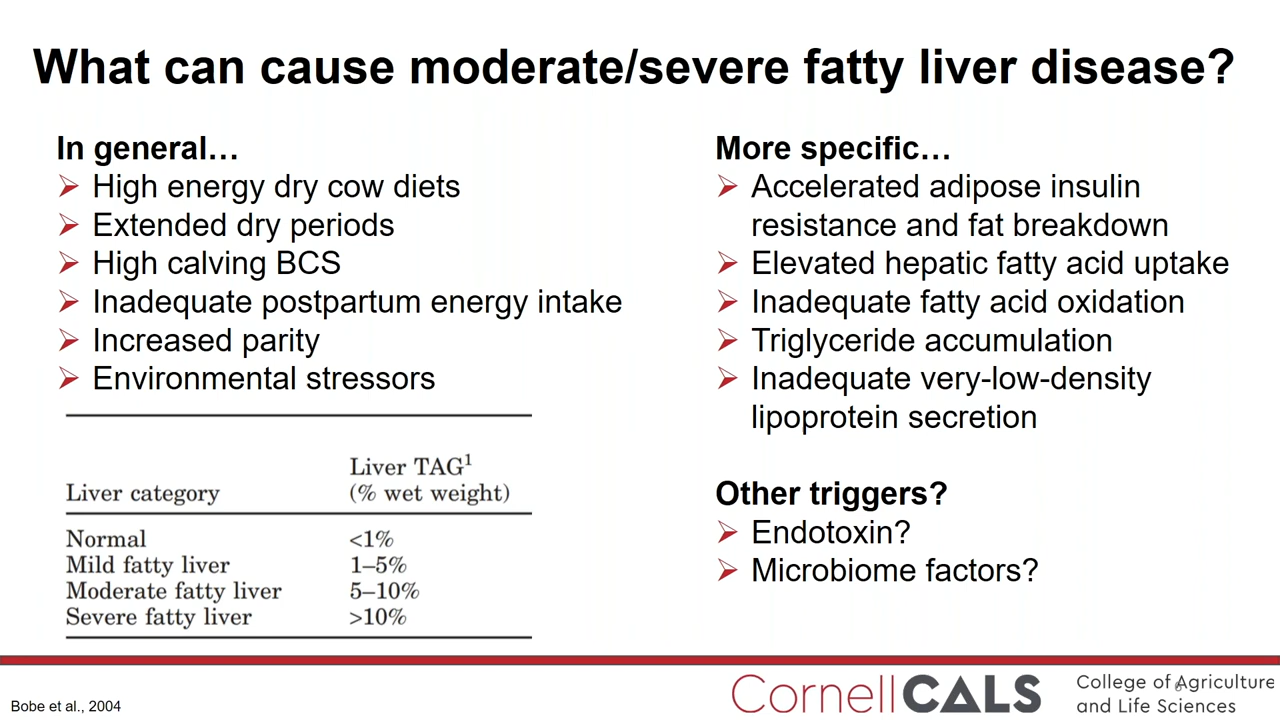 What can cause moderate/severe fatty liver disease?
In general…
➢ High energy dry cow diets
➢ Extended dry periods
➢ High calving BCS
➢ Inadequate postpartum energy intake
➢ Increased parity
➢ Environmental stressors
Liver TAG¹
Liver category (% wet weight)
Normal <1%
Mild fatty liver 1–5%
Moderate fatty liver 5–10%
Severe fatty liver >10%
More specific…
➢ Accelerated adipose insulin
resistance and fat breakdown
➢ Elevated hepatic fatty acid uptake
➢ Inadequate fatty acid oxidation
➢ Triglyceride accumulation
➢ Inadequate very-low-density
lipoprotein secretion
Other triggers?
➢ Endotoxin?
➢ Microbiome factors?
Bobe et al., 2004
CornellCALS
College of Agriculture
and Life Sciences